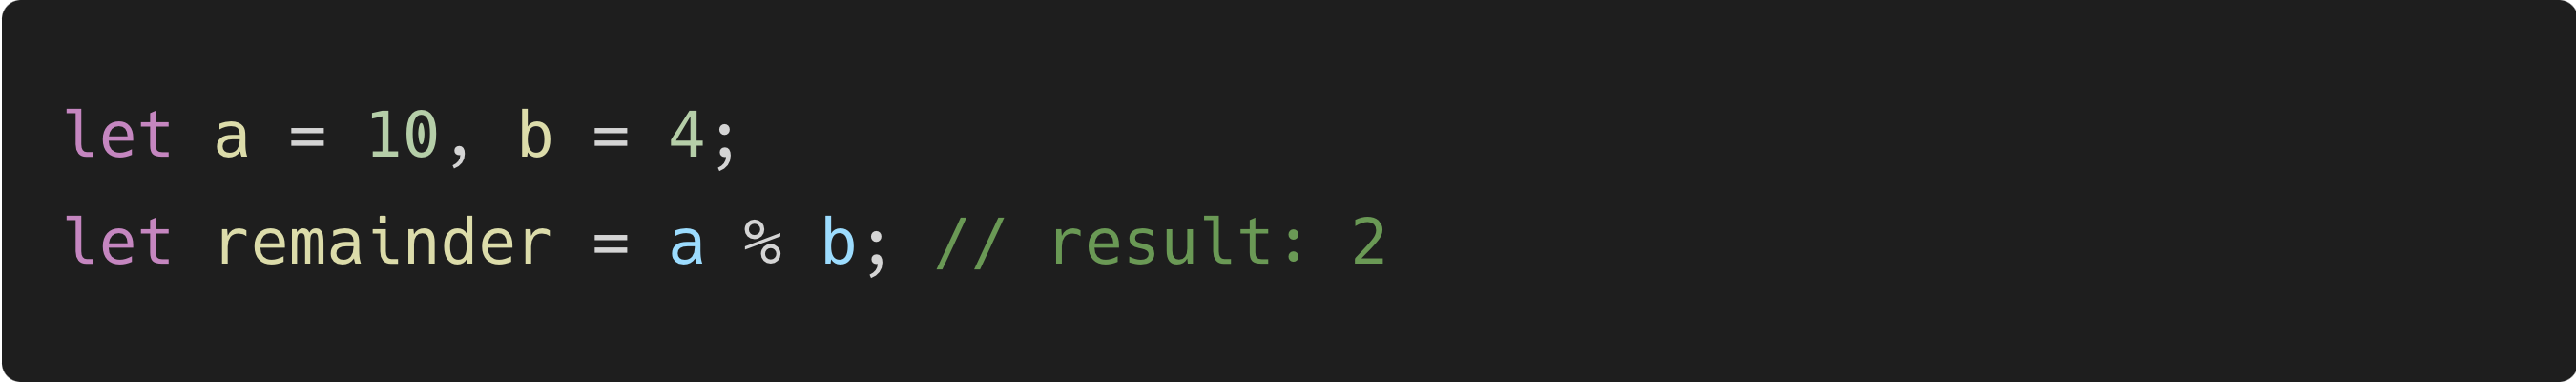 let a = 10, b = 4;
let remainder = a % b; // result: 2